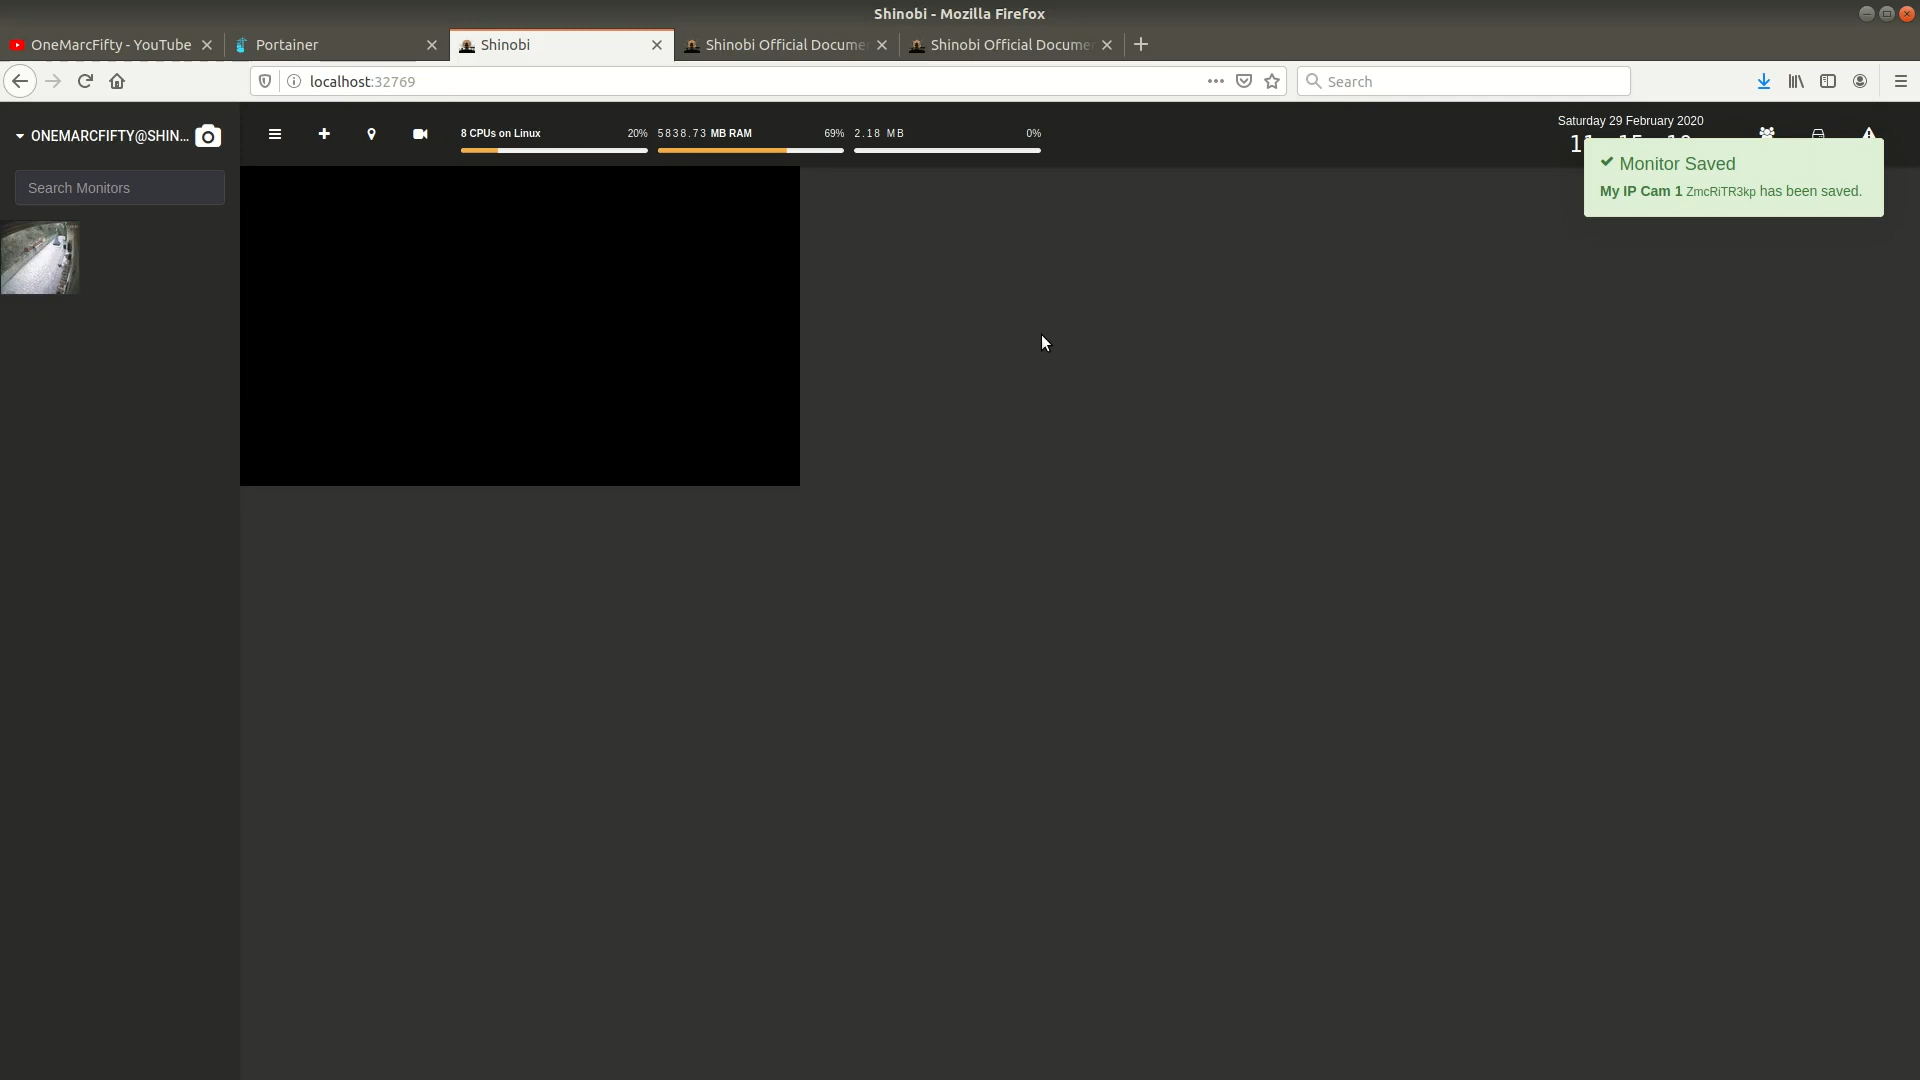 Shinobi - Mozilla Firefox
OneMarcFifty - YouTube
Portainer
Shinobi
Shinobi Official Docume
Shinobi Official Docume
localhost:32769
Search
ONEMARCFIFTY@SHIN...
8 CPUs on Linux 20%
5838.73 MB RAM 69%
2.18 MB 0%
Saturday 29 February 2020
Search Monitors
Monitor Saved
My IP Cam 1 ZmcRiTR3kp has been saved.